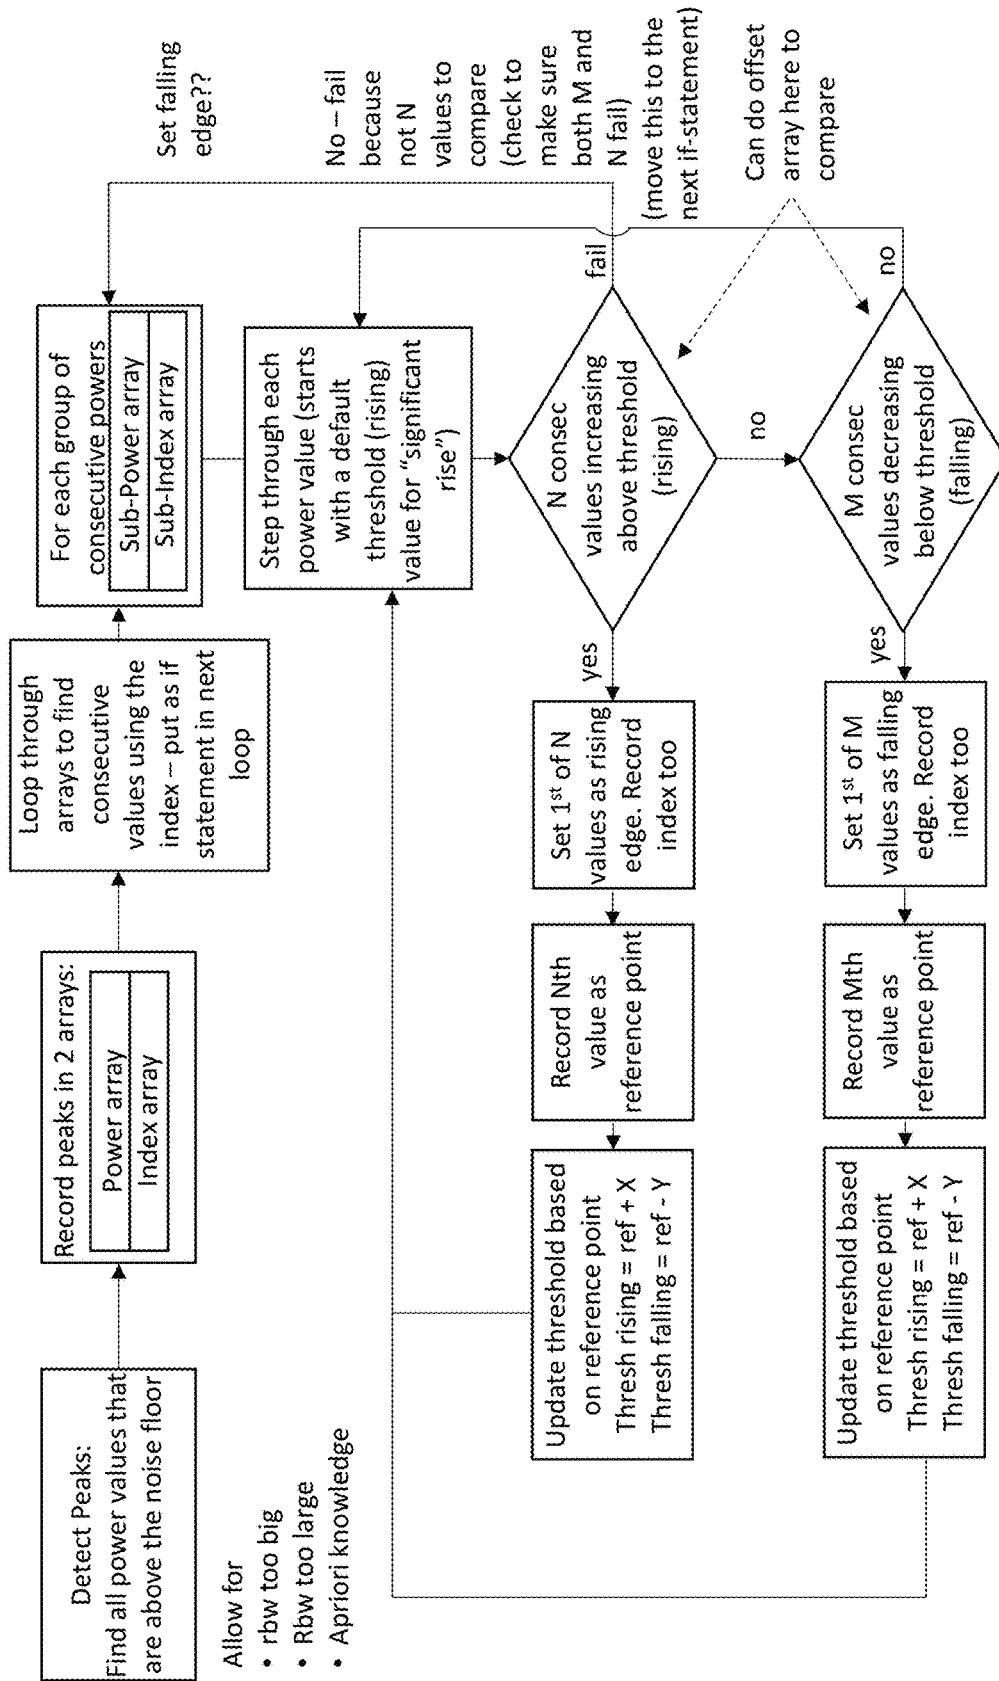 Detect Peaks:
Find all power values that
are above the noise floor
Allow for
• rbw too big
• Rbw too large
• Apriori knowledge
Record peaks in 2 arrays:
Power array
Index array
Loop through
arrays to find
consecutive
values using the
index – put as if
statement in next
loop
For each group of
consecutive powers
Sub-Power array
Sub-Index array
Set falling
edge??
Step through each
power value (starts
with a default
threshold (rising)
value for “significant
rise”)
No – fail
because
not N
values to
compare
(check to
make sure
both M and
N fail)
(move this to the
next if-statement)
N consec
values increasing
above threshold
(rising)
fail
yes
no
Can do offset
array here to
compare
Set 1st of N
values as rising
edge. Record
index too
Record Nth
value as
reference point
Update threshold based
on reference point
Thresh rising = ref + X
Thresh falling = ref - Y
M consec
values decreasing
below threshold
(falling)
no
yes
Set 1st of M
values as falling
edge. Record
index too
Record Mth
value as
reference point
Update threshold based
on reference point
Thresh rising = ref + X
Thresh falling = ref - Y